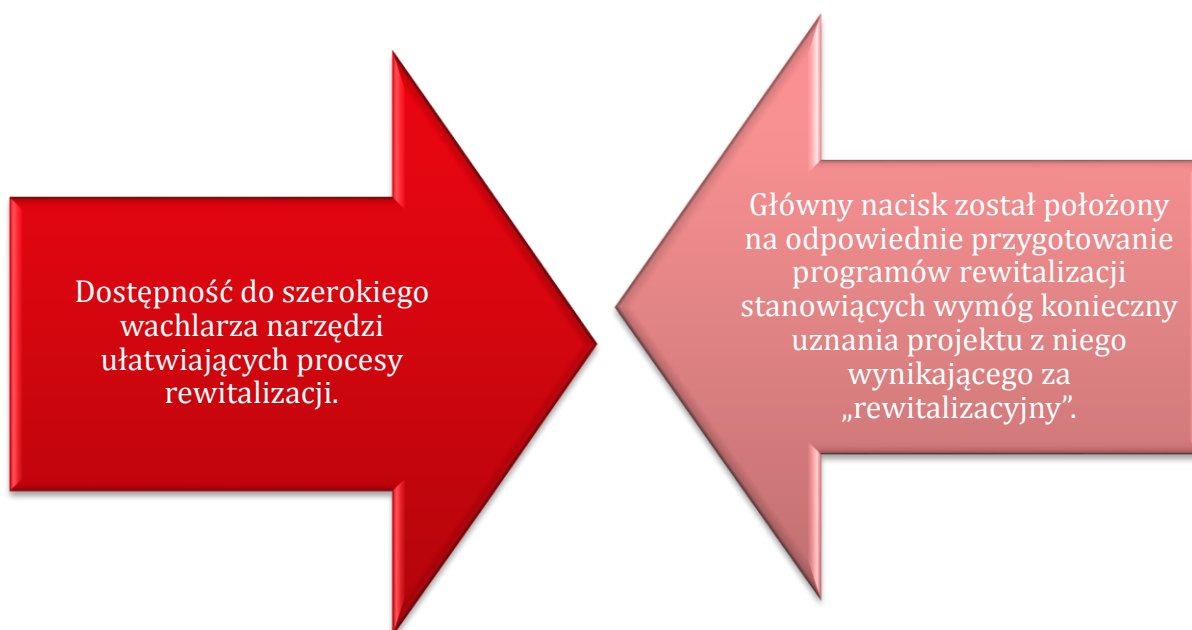 Dostępność do szerokiego
wachlarza narzędzi
ułatwiających procesy
rewitalizacji.
Główny nacisk został położony
na odpowiednie przygotowanie
programów rewitalizacji
stanowiących wymóg konieczny
uznania projektu z niego
wynikającego za
„rewitalizacyjny”.